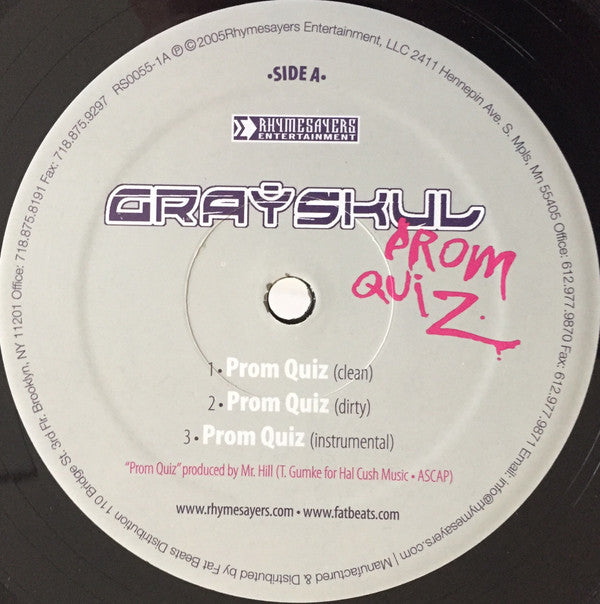 RS0055-1A ℗©2005Rhymesayers Entertainment, LLC 2411 Hennepin Ave. S. Mpls, Mn 55405 Office: 612.977.9870 Fax: 612.977.9871 Email: info@rhymesayers.com | Manufactured & Distributed by Fat Beats Distribution 110 Bridge St. 3rd Flr. Brooklyn, NY 11201 Office: 718.875.8191 Fax: 718.875.9297
•SIDE A•
RHYMESAYERS
ENTERTAINMENT
GRAYSKUL
PROM
QUIZ
1 • Prom Quiz (clean)
2 • Prom Quiz (dirty)
3 • Prom Quiz (instrumental)
"Prom Quiz" produced by Mr. Hill (T. Gumke for Hal Cush Music • ASCAP)
www.rhymesayers.com • www.fatbeats.com